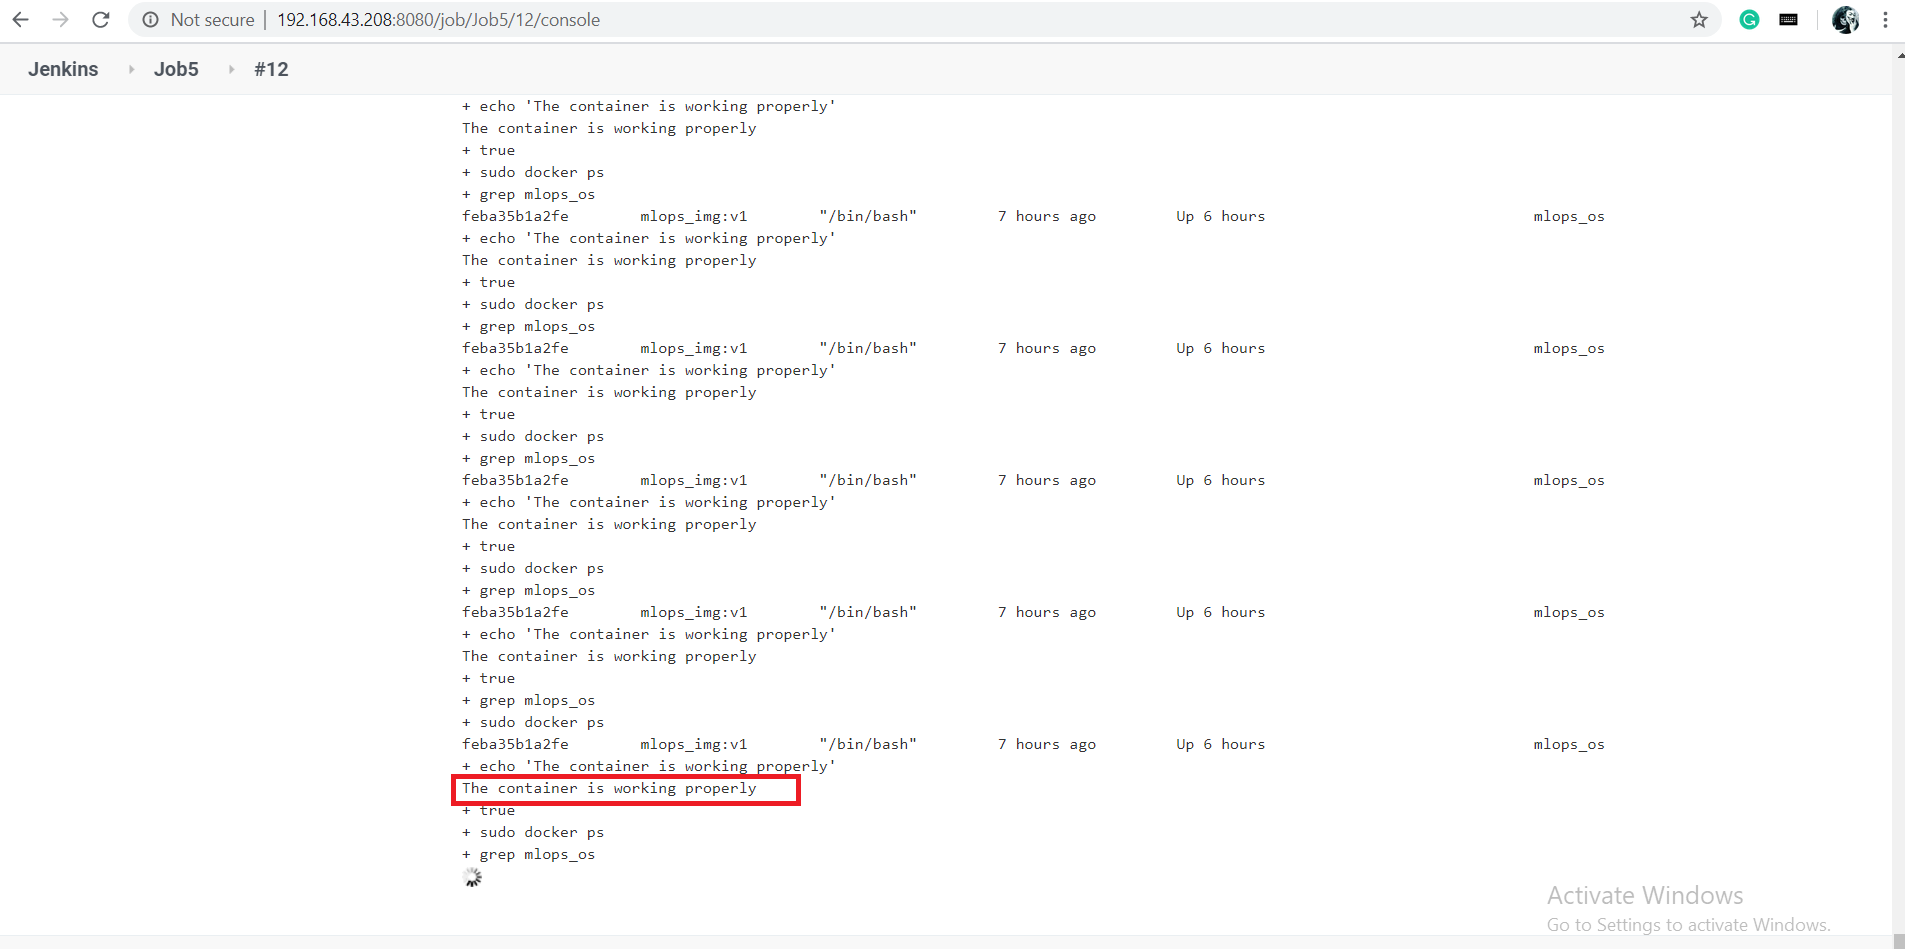 Not secure | 192.168.43.208:8080/job/Job5/12/console
Jenkins Job5 #12
+ echo 'The container is working properly'
The container is working properly
+ true
+ sudo docker ps
+ grep mlops_os
feba35b1a2fe mlops_img:v1 "/bin/bash" 7 hours ago Up 6 hours mlops_os
+ echo 'The container is working properly'
The container is working properly
+ true
+ sudo docker ps
+ grep mlops_os
feba35b1a2fe mlops_img:v1 "/bin/bash" 7 hours ago Up 6 hours mlops_os
+ echo 'The container is working properly'
The container is working properly
+ true
+ sudo docker ps
+ grep mlops_os
feba35b1a2fe mlops_img:v1 "/bin/bash" 7 hours ago Up 6 hours mlops_os
+ echo 'The container is working properly'
The container is working properly
+ true
+ sudo docker ps
+ grep mlops_os
feba35b1a2fe mlops_img:v1 "/bin/bash" 7 hours ago Up 6 hours mlops_os
+ echo 'The container is working properly'
The container is working properly
+ true
+ grep mlops_os
+ sudo docker ps
feba35b1a2fe mlops_img:v1 "/bin/bash" 7 hours ago Up 6 hours mlops_os
+ echo 'The container is working properly'
The container is working properly
+ true
+ sudo docker ps
+ grep mlops_os
Activate Windows
Go to Settings to activate Windows.